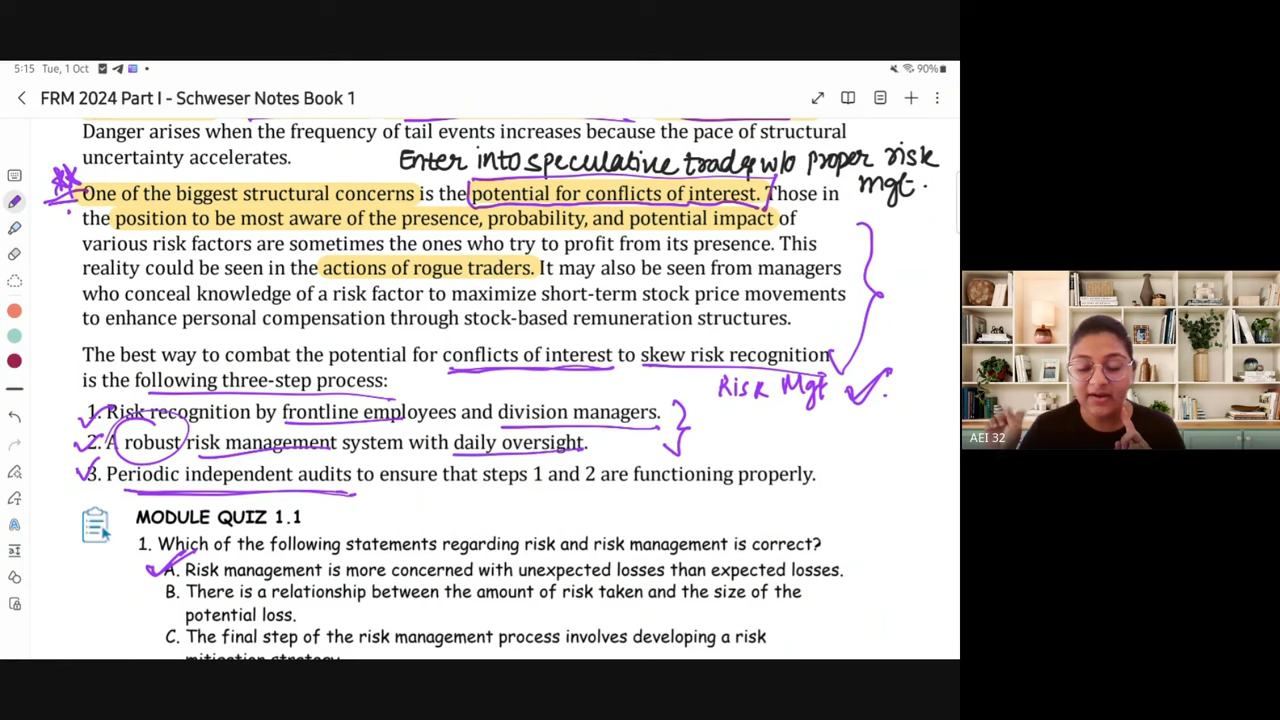 5:15 Tue, 1 Oct
90%
FRM 2024 Part I - Schweser Notes Book 1
Danger arises when the frequency of tail events increases because the pace of structural
uncertainty accelerates.
Enter into speculative trades w/o proper risk
mgt.
One of the biggest structural concerns is the potential for conflicts of interest. Those in
the position to be most aware of the presence, probability, and potential impact of
various risk factors are sometimes the ones who try to profit from its presence. This
reality could be seen in the actions of rogue traders. It may also be seen from managers
who conceal knowledge of a risk factor to maximize short-term stock price movements
to enhance personal compensation through stock-based remuneration structures.
The best way to combat the potential for conflicts of interest to skew risk recognition
is the following three-step process:
Risk Mgt
1. Risk recognition by frontline employees and division managers.
2. A robust risk management system with daily oversight.
3. Periodic independent audits to ensure that steps 1 and 2 are functioning properly.
MODULE QUIZ 1.1
1. Which of the following statements regarding risk and risk management is correct?
A. Risk management is more concerned with unexpected losses than expected losses.
B. There is a relationship between the amount of risk taken and the size of the
potential loss.
C. The final step of the risk management process involves developing a risk
mitigation strategy.
AEI 32